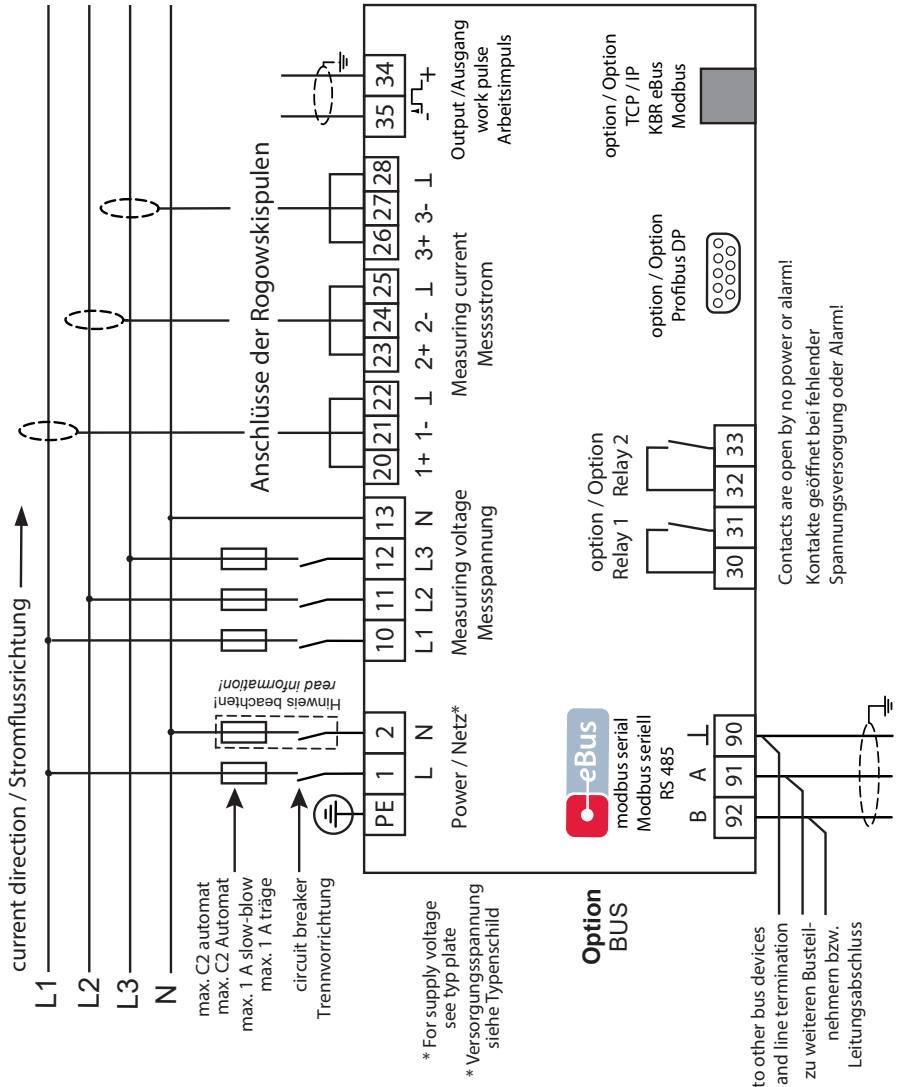 current direction / Stromflussrichtung
L1
L2
L3
N
max. C2 automat
max. C2 Automat
max. 1 A slow-blow
max. 1 A träge
circuit breaker
Trennvorrichtung
Hinweis beachten!
read information!
Anschlüsse der Rogowskispulen
PE
1
2
10
11
12
13
20
21
22
23
24
25
26
27
28
35
34
L
N
L1
L2
L3
N
1+
1-
⊥
2+
2-
⊥
3+
3-
⊥
-
+
Power / Netz*
Measuring voltage
Messspannung
Measuring current
Messsstrom
Output /Ausgang
work pulse
Arbeitsimpuls
* For supply voltage
see typ plate
* Versorgungsspannung
siehe Typenschild
Option
BUS
eBus
modbus serial
Modbus seriell
RS 485
B
A
⊥
92
91
90
option / Option
Relay 1
Relay 2
30
31
32
33
option / Option
Profibus DP
option / Option
TCP / IP
KBR eBus
Modbus
Contacts are open by no power or alarm!
Kontakte geöffnet bei fehlender
Spannungsversorgung oder Alarm!
to other bus devices
and line termination
zu weiteren Busteil-
nehmern bzw.
Leitungsabschluss